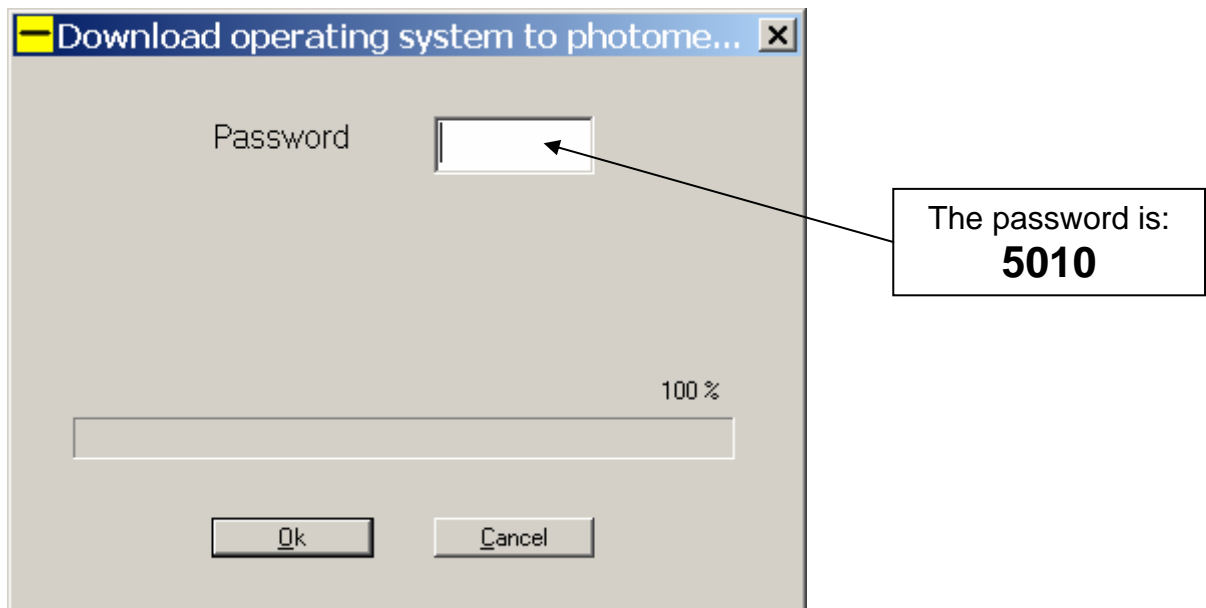 Download operating system to photome...
Password
The password is:
5010
100 %
Ok
Cancel